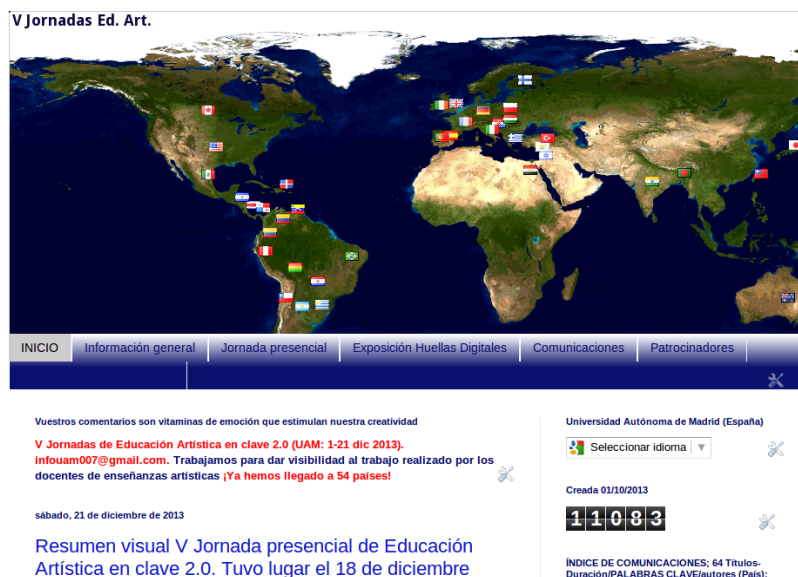 V Jornadas Ed. Art.
INICIO
Información general
Jornada presencial
Exposición Huellas Digitales
Comunicaciones
Patrocinadores
Vuestros comentarios son vitaminas de emoción que estimulan nuestra creatividad
V Jornadas de Educación Artística en clave 2.0 (UAM: 1-21 dic 2013).
infouam007@gmail.com. Trabajamos para dar visibilidad al trabajo realizado por los
docentes de enseñanzas artísticas ¡Ya hemos llegado a 54 países!
sábado, 21 de diciembre de 2013
Resumen visual V Jornada presencial de Educación
Artística en clave 2.0. Tuvo lugar el 18 de diciembre
Universidad Autónoma de Madrid (España)
Seleccionar idioma
Creada 01/10/2013
11083
ÍNDICE DE COMUNICACIONES; 64 Títulos-
Duración/PALABRAS CLAVE/autores (País):